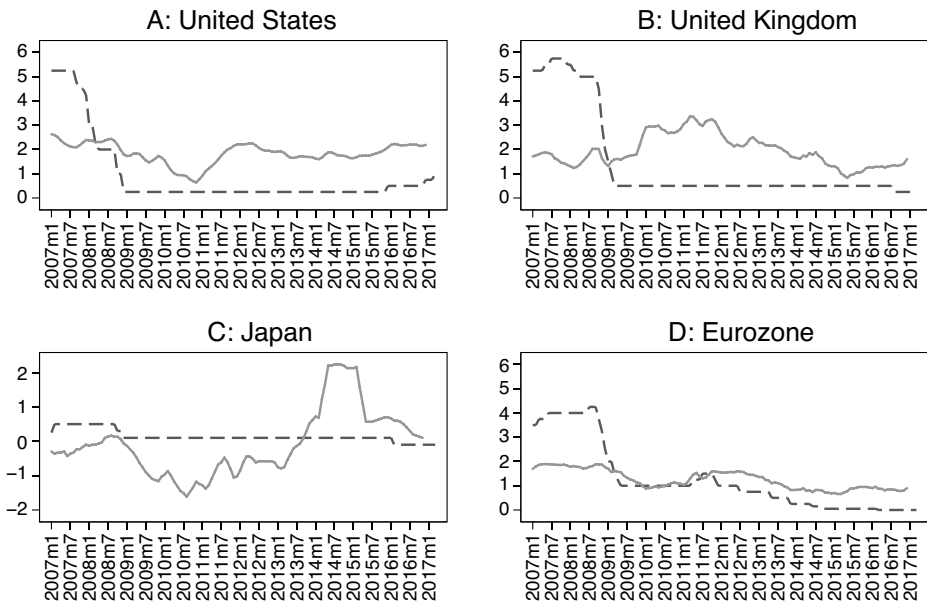 A: United States
6
5
4
3
2
1
0
2007m1
2007m7
2008m1
2008m7
2009m1
2009m7
2010m1
2010m7
2011m1
2011m7
2012m1
2012m7
2013m1
2013m7
2014m1
2014m7
2015m1
2015m7
2016m1
2016m7
2017m1
B: United Kingdom
6
5
4
3
2
1
0
2007m1
2007m7
2008m1
2008m7
2009m1
2009m7
2010m1
2010m7
2011m1
2011m7
2012m1
2012m7
2013m1
2013m7
2014m1
2014m7
2015m1
2015m7
2016m1
2016m7
2017m1
C: Japan
2
1
0
−1
−2
2007m1
2007m7
2008m1
2008m7
2009m1
2009m7
2010m1
2010m7
2011m1
2011m7
2012m1
2012m7
2013m1
2013m7
2014m1
2014m7
2015m1
2015m7
2016m1
2016m7
2017m1
D: Eurozone
6
5
4
3
2
1
0
2007m1
2007m7
2008m1
2008m7
2009m1
2009m7
2010m1
2010m7
2011m1
2011m7
2012m1
2012m7
2013m1
2013m7
2014m1
2014m7
2015m1
2015m7
2016m1
2016m7
2017m1